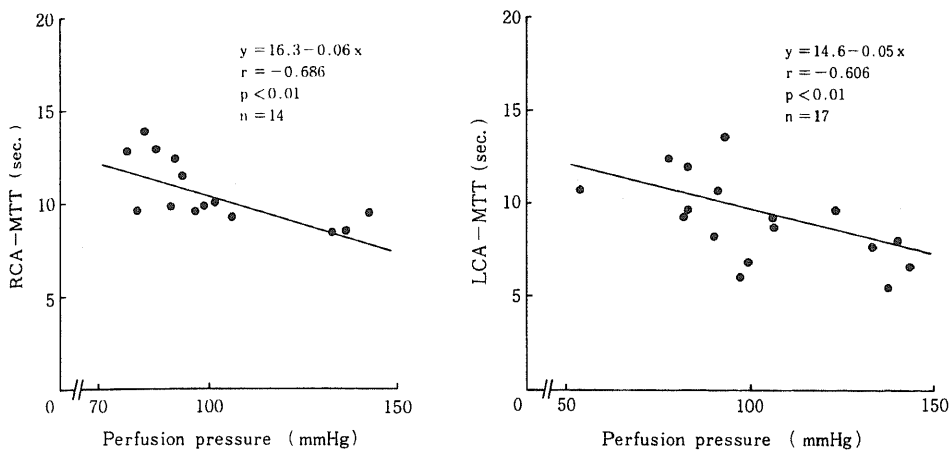 20
15
10
5
0
RCA-MTT (sec.)
y=16.3-0.06x
r=-0.686
p<0.01
n=14
70 100 150
Perfusion pressure (mmHg)
20
15
10
5
0
LCA-MTT (sec.)
y=14.6-0.05x
r=-0.606
p<0.01
n=17
50 100 150
Perfusion pressure (mmHg)